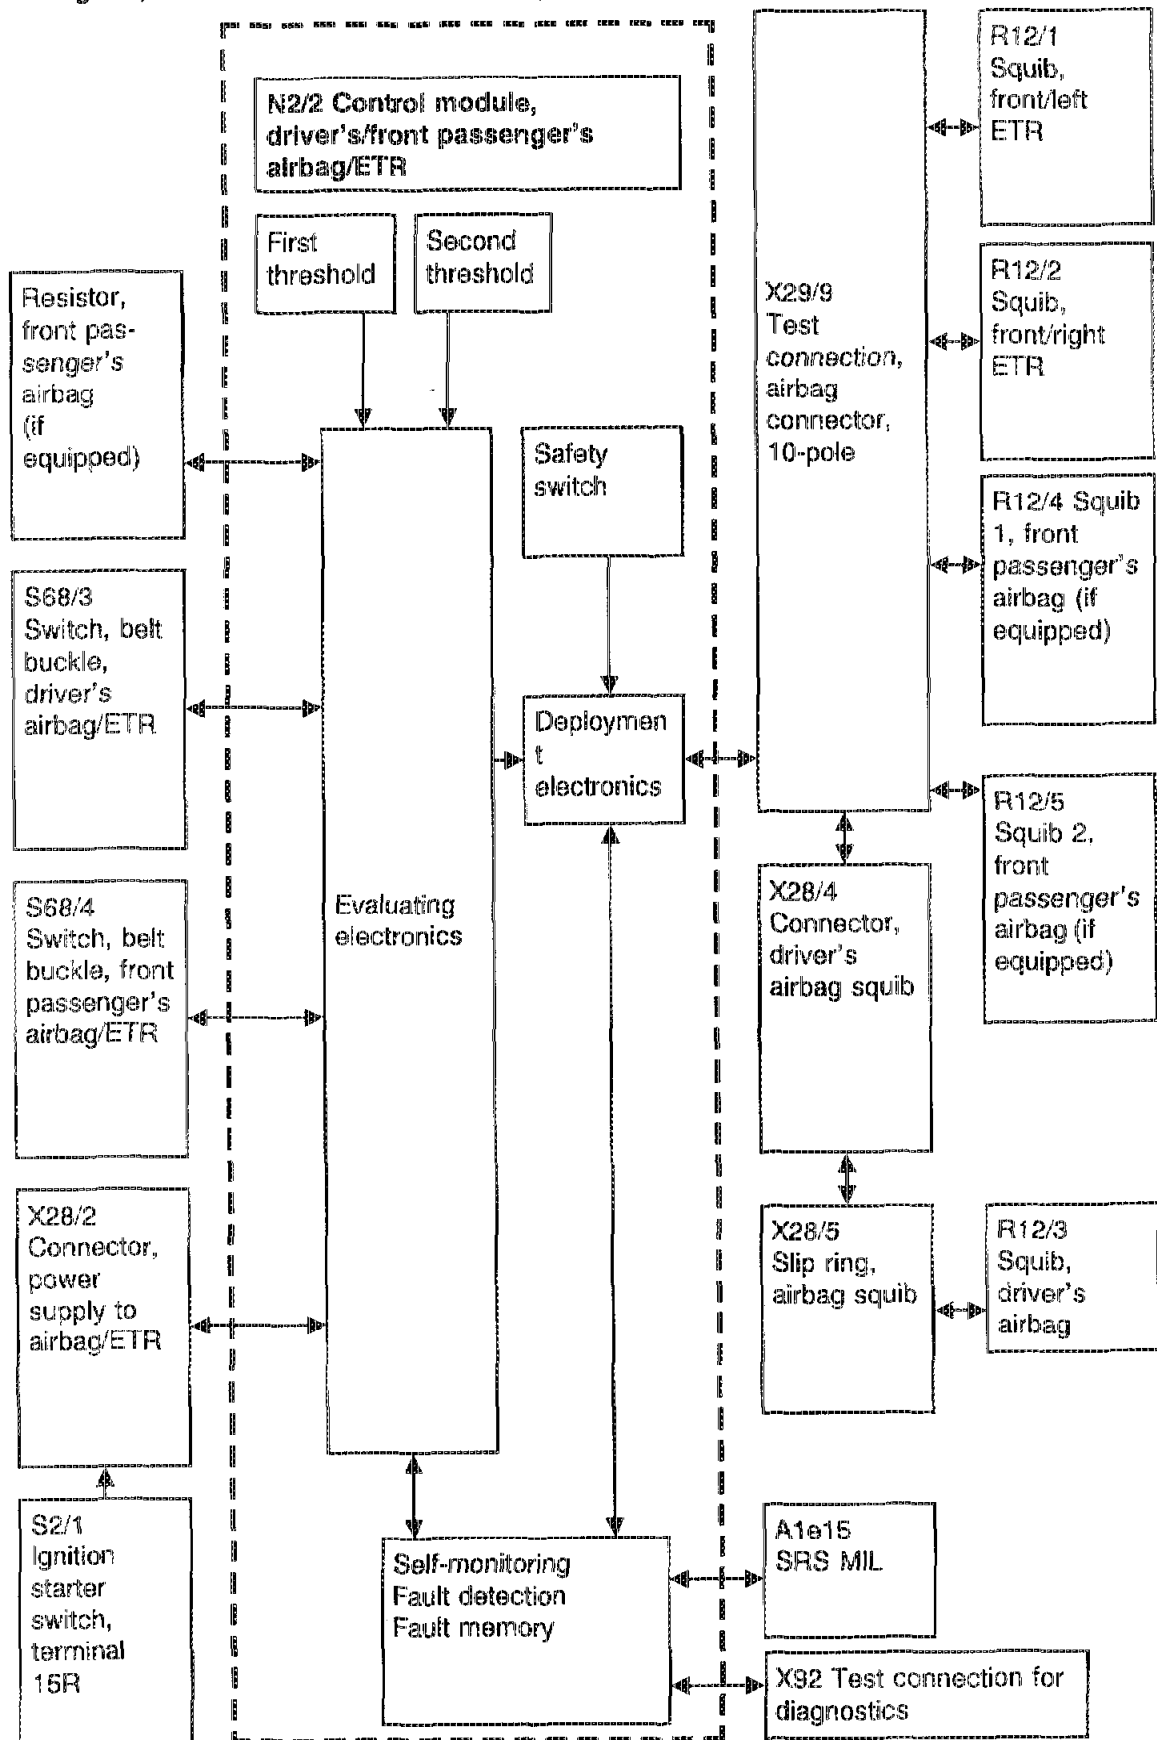 N2/2 Control module,
driver's/front passenger's
airbag/ETR
First
threshold
Second
threshold
Resistor,
front pas-
senger's
airbag
(if
equipped)
S68/3
Switch, belt
buckle,
driver's
airbag/ETR
S68/4
Switch, belt
buckle, front
passenger's
airbag/ETR
X28/2
Connector,
power
supply to
airbag/ETR
S2/1
Ignition
starter
switch,
terminal
15R
Evaluating
electronics
Safety
switch
Deploymen
t
electronics
Self-monitoring
Fault detection
Fault memory
X29/9
Test
connection,
airbag
connector,
10-pole
X28/4
Connector,
driver's
airbag squib
X28/5
Slip ring,
airbag squib
A1e15
SRS MIL
X92 Test connection for
diagnostics
R12/1
Squib,
front/left
ETR
R12/2
Squib,
front/right
ETR
R12/4 Squib
1, front
passenger's
airbag (if
equipped)
R12/5
Squib 2,
front
passenger's
airbag (if
equipped)
R12/3
Squib,
driver's
airbag